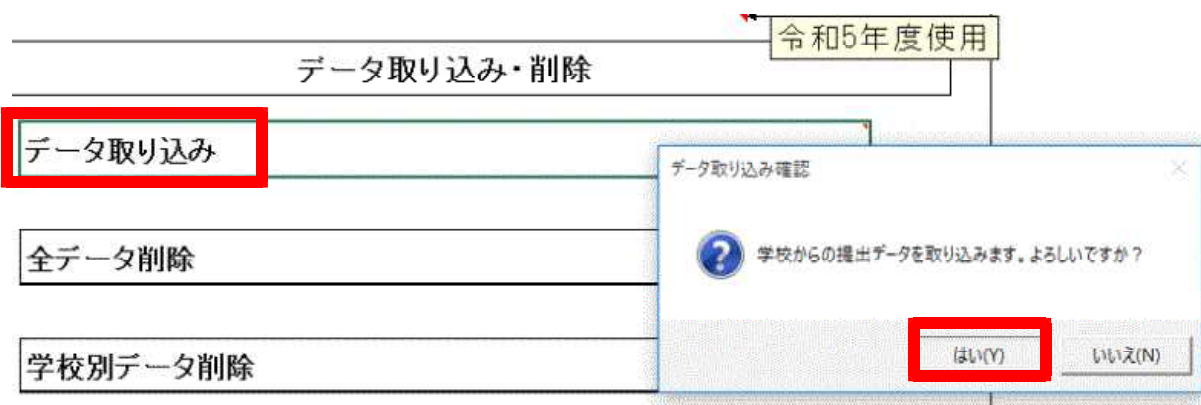 令和5年度使用
データ取り込み・削除
データ取り込み
データ取り込み確認
学校からの提出データを取り込みます。よろしいですか？
全データ削除
はい(Y)
いいえ(N)
学校別データ削除